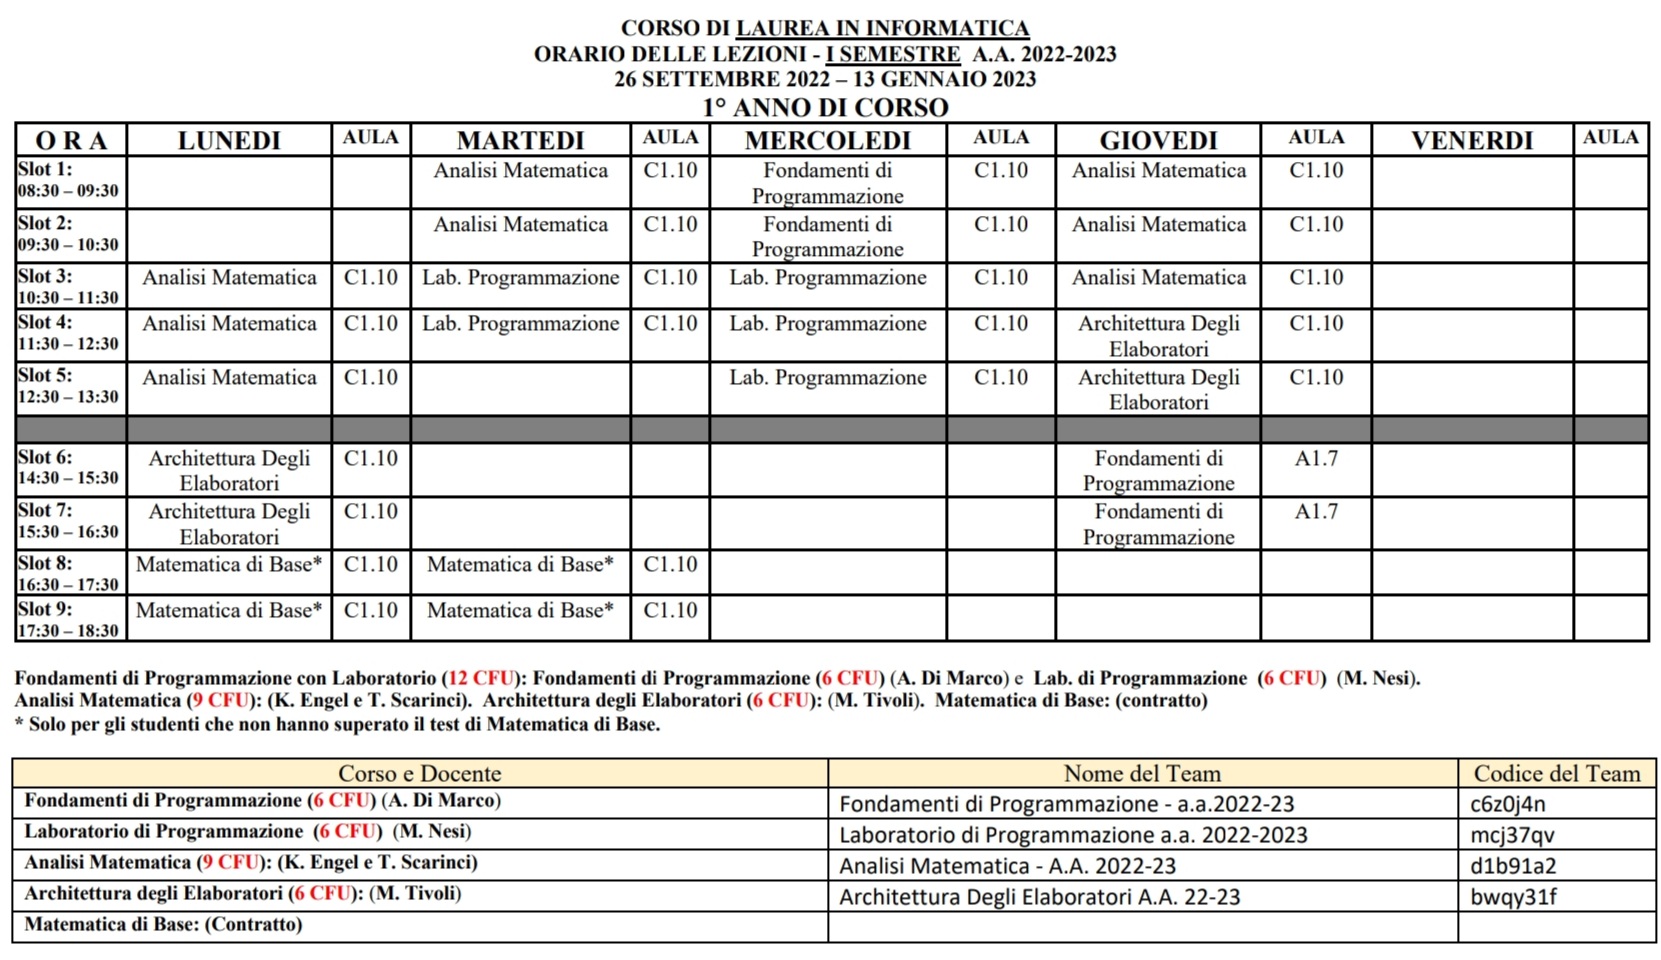 CORSO DI LAUREA IN INFORMATICA
ORARIO DELLE LEZIONI - I SEMESTRE A.A. 2022-2023
26 SETTEMBRE 2022 – 13 GENNAIO 2023
1° ANNO DI CORSO
O R A LUNEDI AULA MARTEDI AULA MERCOLEDI AULA GIOVEDI AULA VENERDI AULA
Slot 1: Analisi Matematica C1.10 Fondamenti di C1.10 Analisi Matematica C1.10
08:30 – 09:30 Programmazione
Slot 2: Analisi Matematica C1.10 Fondamenti di C1.10 Analisi Matematica C1.10
09:30 – 10:30 Programmazione
Slot 3: Analisi Matematica C1.10 Lab. Programmazione C1.10 Lab. Programmazione C1.10 Analisi Matematica C1.10
10:30 – 11:30
Slot 4: Analisi Matematica C1.10 Lab. Programmazione C1.10 Lab. Programmazione C1.10 Architettura Degli C1.10
11:30 – 12:30 Elaboratori
Slot 5: Analisi Matematica C1.10 Lab. Programmazione C1.10 Architettura Degli C1.10
12:30 – 13:30 Elaboratori
Slot 6: Architettura Degli C1.10 Fondamenti di A1.7
14:30 – 15:30 Elaboratori Programmazione
Slot 7: Architettura Degli C1.10 Fondamenti di A1.7
15:30 – 16:30 Elaboratori Programmazione
Slot 8: Matematica di Base* C1.10 Matematica di Base* C1.10
16:30 – 17:30
Slot 9: Matematica di Base* C1.10 Matematica di Base* C1.10
17:30 – 18:30
Fondamenti di Programmazione con Laboratorio (12 CFU): Fondamenti di Programmazione (6 CFU) (A. Di Marco) e Lab. di Programmazione (6 CFU) (M. Nesi).
Analisi Matematica (9 CFU): (K. Engel e T. Scarinci). Architettura degli Elaboratori (6 CFU): (M. Tivoli). Matematica di Base: (contratto)
* Solo per gli studenti che non hanno superato il test di Matematica di Base.
Corso e Docente Nome del Team Codice del Team
Fondamenti di Programmazione (6 CFU) (A. Di Marco) Fondamenti di Programmazione - a.a.2022-23 c6z0j4n
Laboratorio di Programmazione (6 CFU) (M. Nesi) Laboratorio di Programmazione a.a. 2022-2023 mcj37qv
Analisi Matematica (9 CFU): (K. Engel e T. Scarinci) Analisi Matematica - A.A. 2022-23 d1b91a2
Architettura degli Elaboratori (6 CFU): (M. Tivoli) Architettura Degli Elaboratori A.A. 22-23 bwqy31f
Matematica di Base: (Contratto)